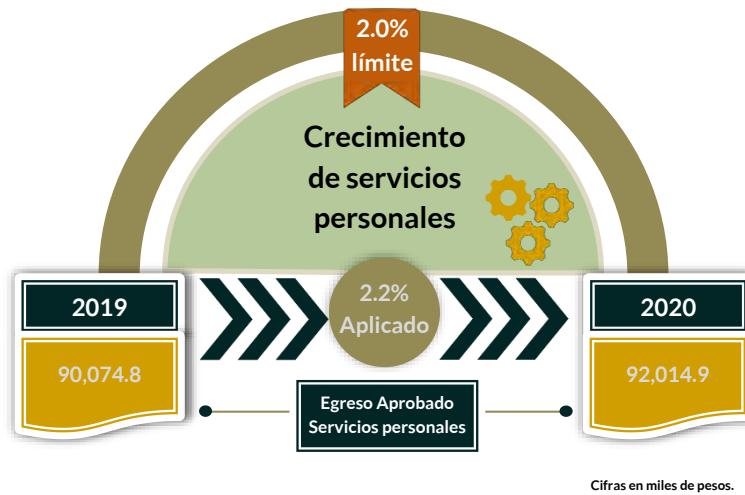 2.0%
límite
Crecimiento
de servicios
personales
2019
2.2%
Aplicado
2020
90,074.8
92,014.9
Egreso Aprobado
Servicios personales
Cifras en miles de pesos.